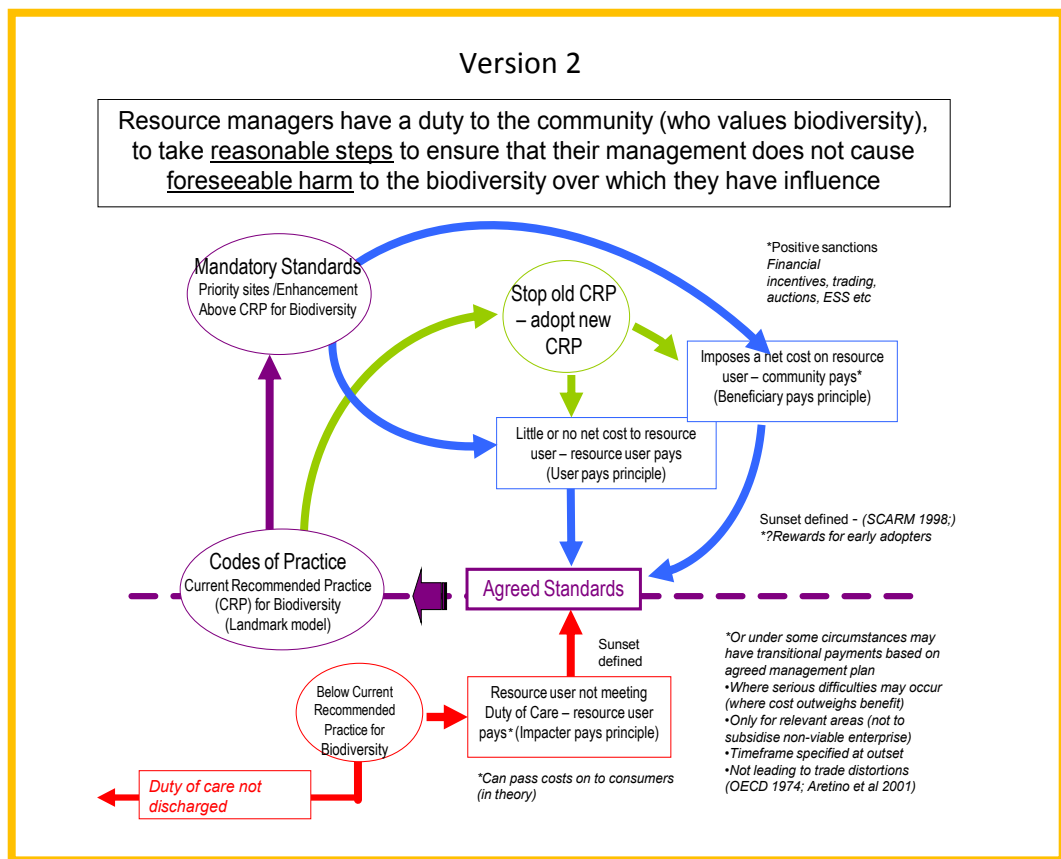 Version 2
Resource managers have a duty to the community (who values biodiversity),
to take reasonable steps to ensure that their management does not cause
foreseeable harm to the biodiversity over which they have influence
Mandatory Standards
Priority sites /Enhancement
Above CRP for Biodiversity
Stop old CRP
– adopt new
CRP
*Positive sanctions
Financial
incentives, trading,
auctions, ESS etc
Imposes a net cost on resource
user – community pays*
(Beneficiary pays principle)
Little or no net cost to resource
user – resource user pays
(User pays principle)
Sunset defined - (SCARM 1998;)
*?Rewards for early adopters
Codes of Practice
Current Recommended Practice
(CRP) for Biodiversity
(Landmark model)
Agreed Standards
Sunset
defined
Below Current
Recommended
Practice for
Biodiversity
Resource user not meeting
Duty of Care – resource user
pays* (Impacter pays principle)
*Can pass costs on to consumers
(in theory)
Duty of care not
discharged
*Or under some circumstances may
have transitional payments based on
agreed management plan
•Where serious difficulties may occur
(where cost outweighs benefit)
•Only for relevant areas (not to
subsidise non-viable enterprise)
•Timeframe specified at outset
•Not leading to trade distortions
(OECD 1974; Aretino et al 2001)